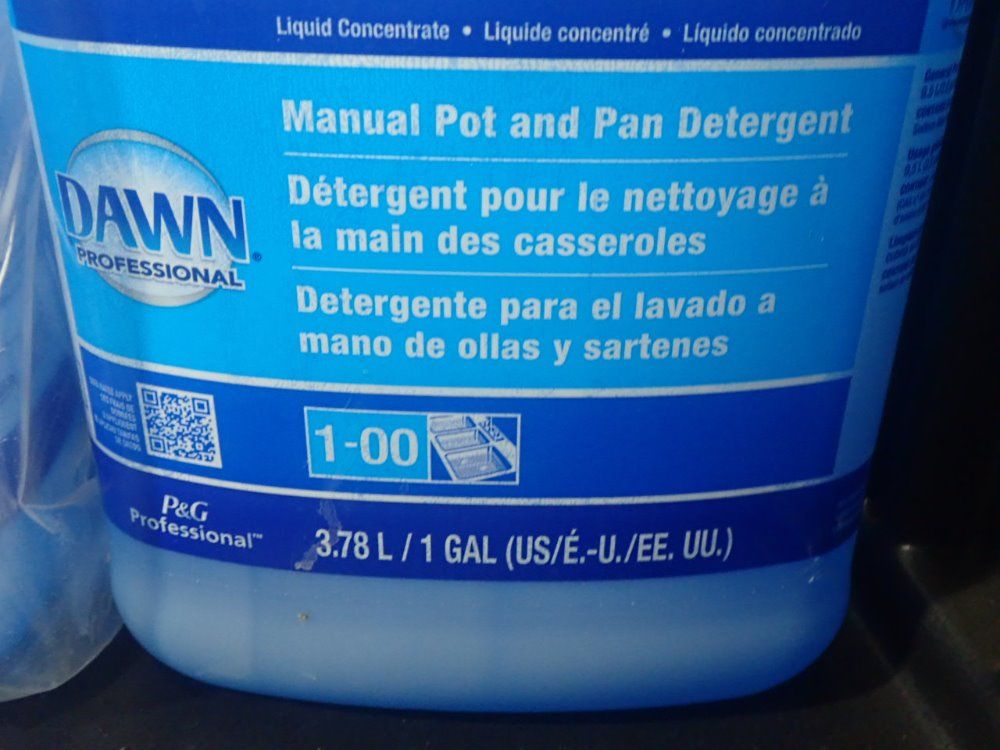 Liquid Concentrate • Liquide concentré • Líquido concentrado
Manual Pot and Pan Detergent
Détergent pour le nettoyage à
la main des casseroles
Detergente para el lavado a
mano de ollas y sartenes
DAWN
PROFESSIONAL
1-00
P&G
Professional™
3.78 L / 1 GAL (US/É.-U./EE. UU.)